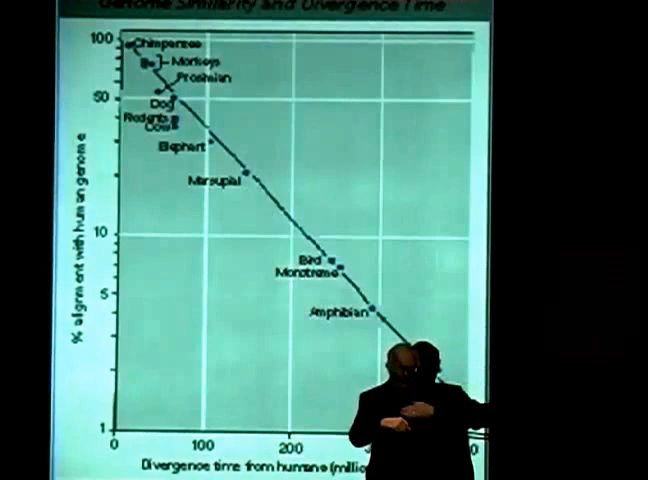 Genome Similarity and Divergence Time
100
Chimpanzee
Monkeys
Prosimian
50
Dog
Rodents
Cow
Elephant
Marsupial
% alignment with human genome
10
Bird
Monotreme
5
Amphibian
1
0
100
200
Divergence time from humans (millio